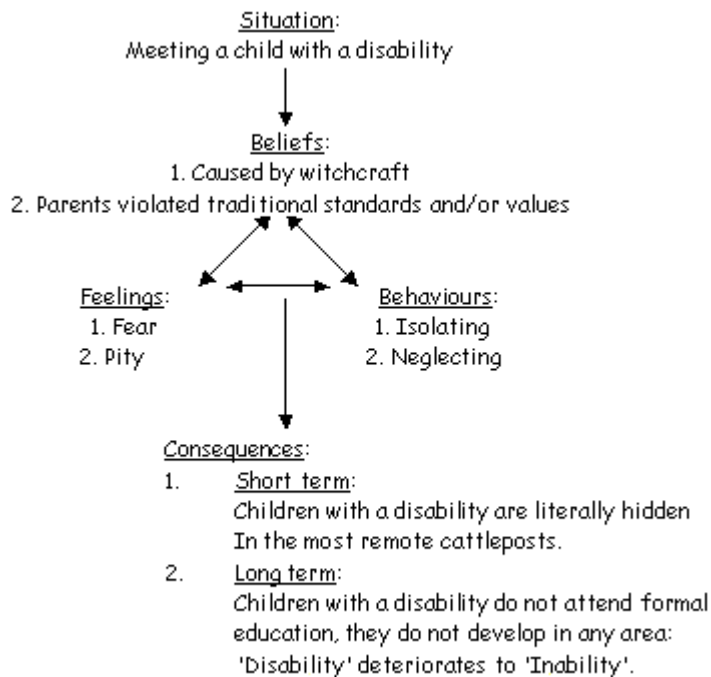 Situation:
Meeting a child with a disability
Beliefs:
1. Caused by witchcraft
2. Parents violated traditional standards and/or values
Feelings:
1. Fear
2. Pity
Behaviours:
1. Isolating
2. Neglecting
Consequences:
1. Short term:
Children with a disability are literally hidden
In the most remote cattleposts.
2. Long term:
Children with a disability do not attend formal
education, they do not develop in any area:
'Disability' deteriorates to 'Inability'.